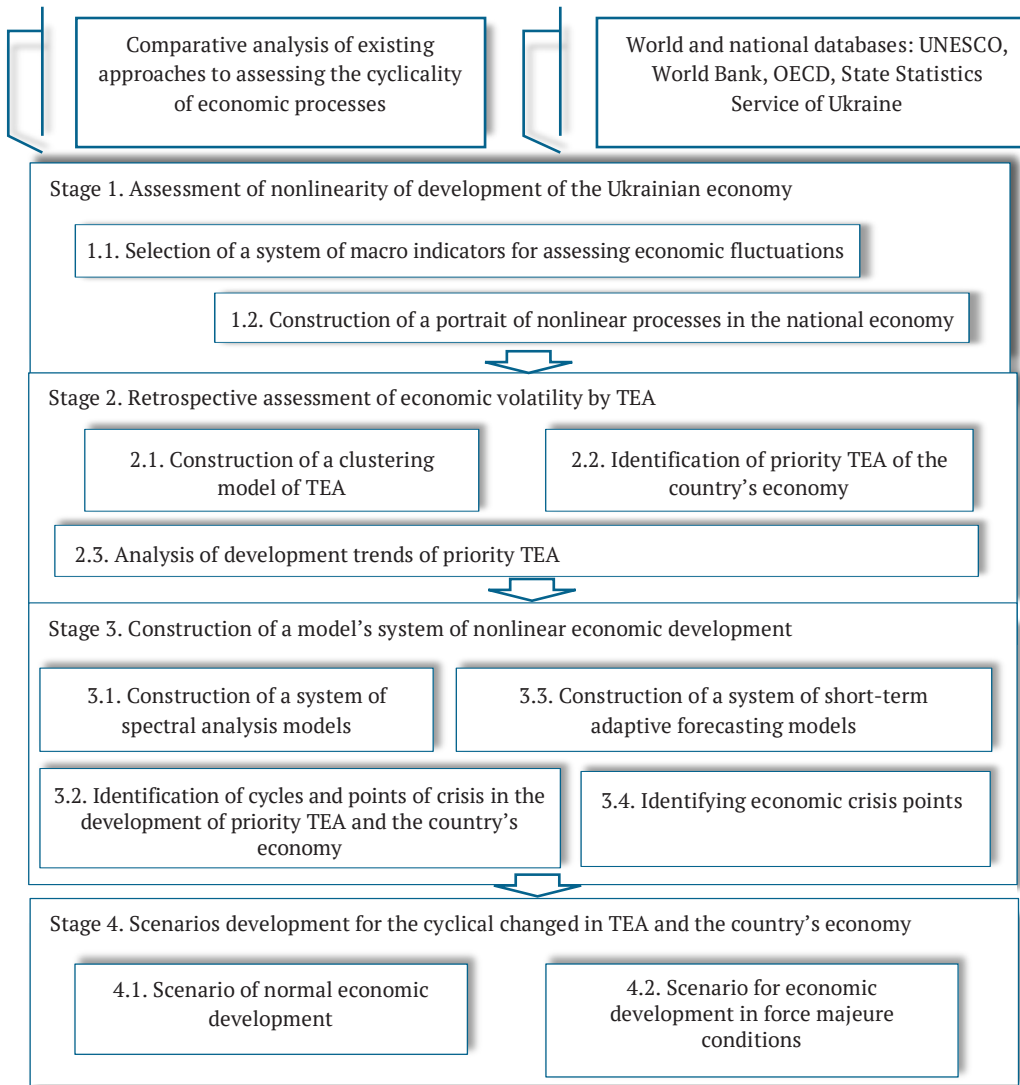 Comparative analysis of existing
approaches to assessing the cyclicality
of economic processes
World and national databases: UNESCO,
World Bank, OECD, State Statistics
Service of Ukraine
Stage 1. Assessment of nonlinearity of development of the Ukrainian economy
1.1. Selection of a system of macro indicators for assessing economic fluctuations
1.2. Construction of a portrait of nonlinear processes in the national economy
Stage 2. Retrospective assessment of economic volatility by TEA
2.1. Construction of a clustering
model of TEA
2.2. Identification of priority TEA of the
country's economy
2.3. Analysis of development trends of priority TEA
Stage 3. Construction of a model's system of nonlinear economic development
3.1. Construction of a system of
spectral analysis models
3.3. Construction of a system of short-term
adaptive forecasting models
3.2. Identification of cycles and points of crisis in the
development of priority TEA and the country's
economy
3.4. Identifying economic crisis points
Stage 4. Scenarios development for the cyclical changed in TEA and the country's economy
4.1. Scenario of normal economic
development
4.2. Scenario for economic
development in force majeure
conditions